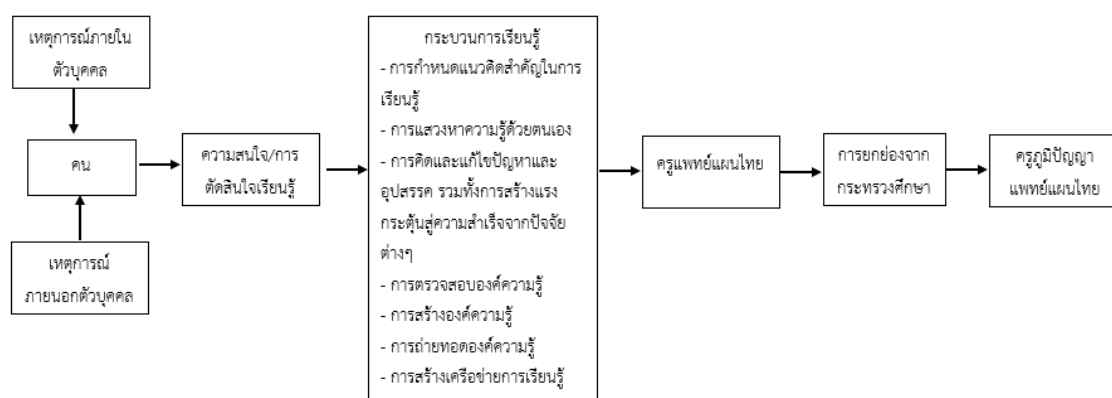 เหตุการณ์ภายใน
ตัวบุคคล
คน
เหตุการณ์
ภายนอกตัวบุคคล
ความสนใจ/การ
ตัดสินใจเรียนรู้
กระบวนการเรียนรู้
- การกำหนดแนวคิดสำคัญในการ
เรียนรู้
- การแสวงหาความรู้ด้วยตนเอง
- การคิดและแก้ไขปัญหาและ
อุปสรรค รวมทั้งการสร้างแรง
กระตุ้นสู่ความสำเร็จจากปัจจัย
ต่างๆ
- การตรวจสอบองค์ความรู้
- การสร้างองค์ความรู้
- การถ่ายทอดองค์ความรู้
- การสร้างเครือข่ายการเรียนรู้
ครูแพทย์แผนไทย
การยกย่องจาก
กระทรวงศึกษา
ครูภูมิปัญญา
แพทย์แผนไทย